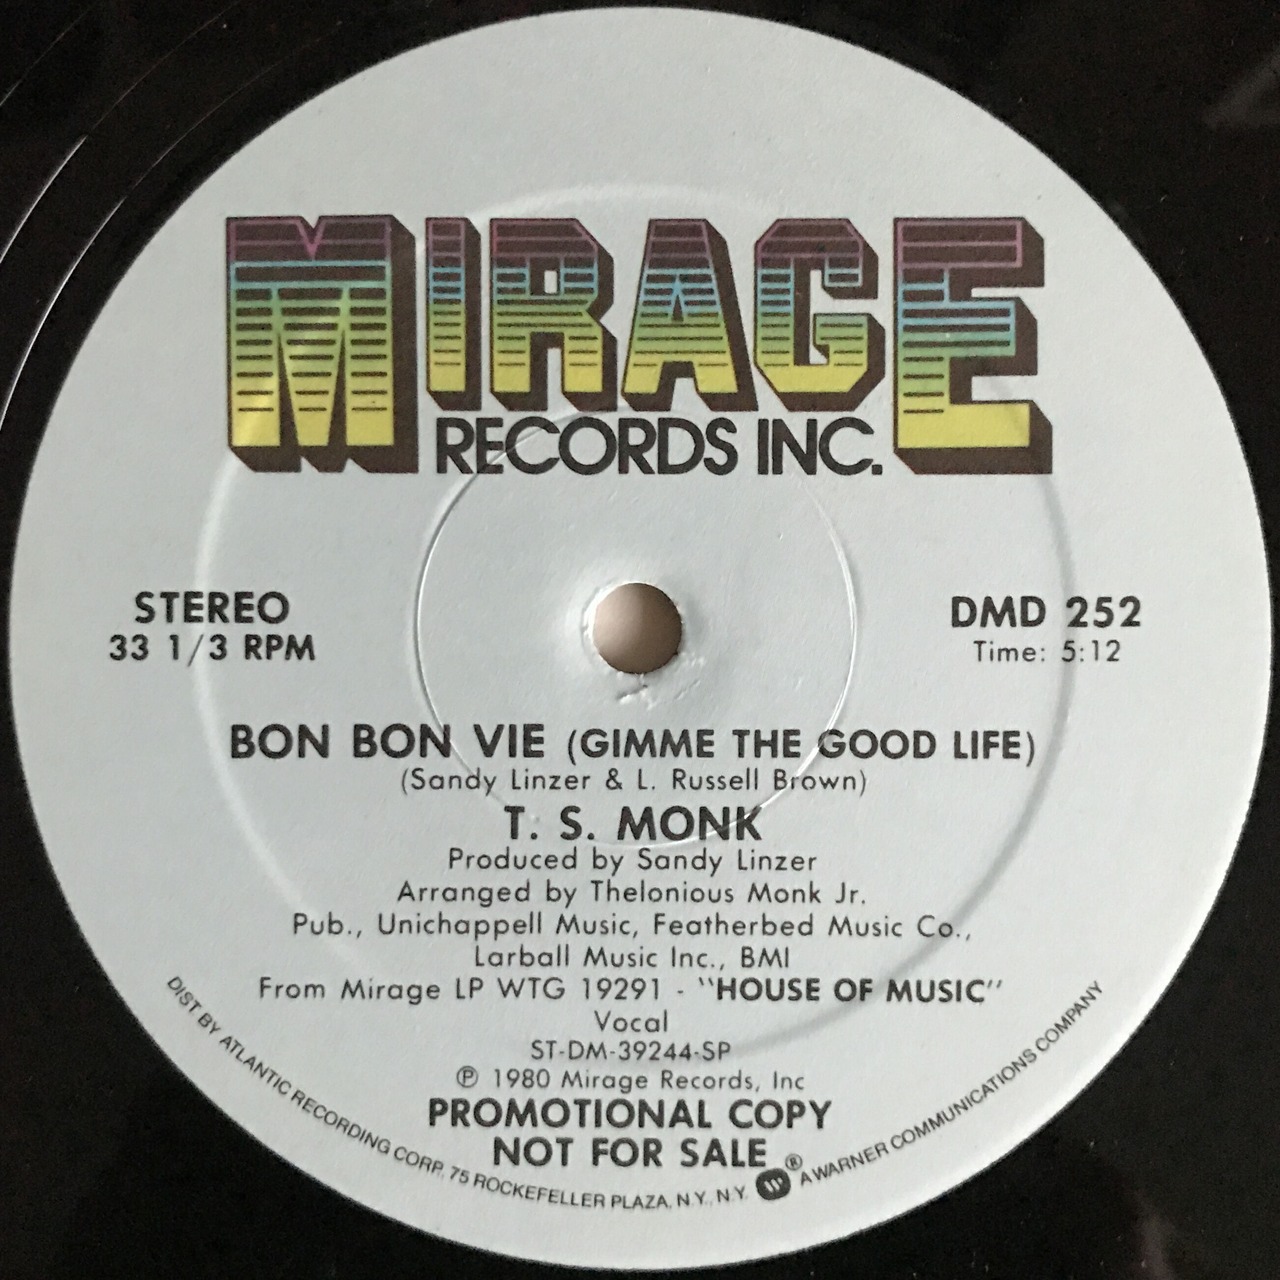 MIRAGE
RECORDS INC.
STEREO
33 1/3 RPM
DMD 252
Time: 5:12
BON BON VIE (GIMME THE GOOD LIFE)
(Sandy Linzer & L. Russell Brown)
T. S. MONK
Produced by Sandy Linzer
Arranged by Thelonious Monk Jr.
Pub., Unichappell Music, Featherbed Music Co.,
Larball Music Inc., BMI
From Mirage LP WTG 19291 - "HOUSE OF MUSIC"
Vocal
ST-DM-39244-SP
℗ 1980 Mirage Records, Inc
PROMOTIONAL COPY
NOT FOR SALE
DIST BY ATLANTIC RECORDING CORP. 75 ROCKEFELLER PLAZA, N.Y. N.Y. ® A WARNER COMMUNICATIONS COMPANY